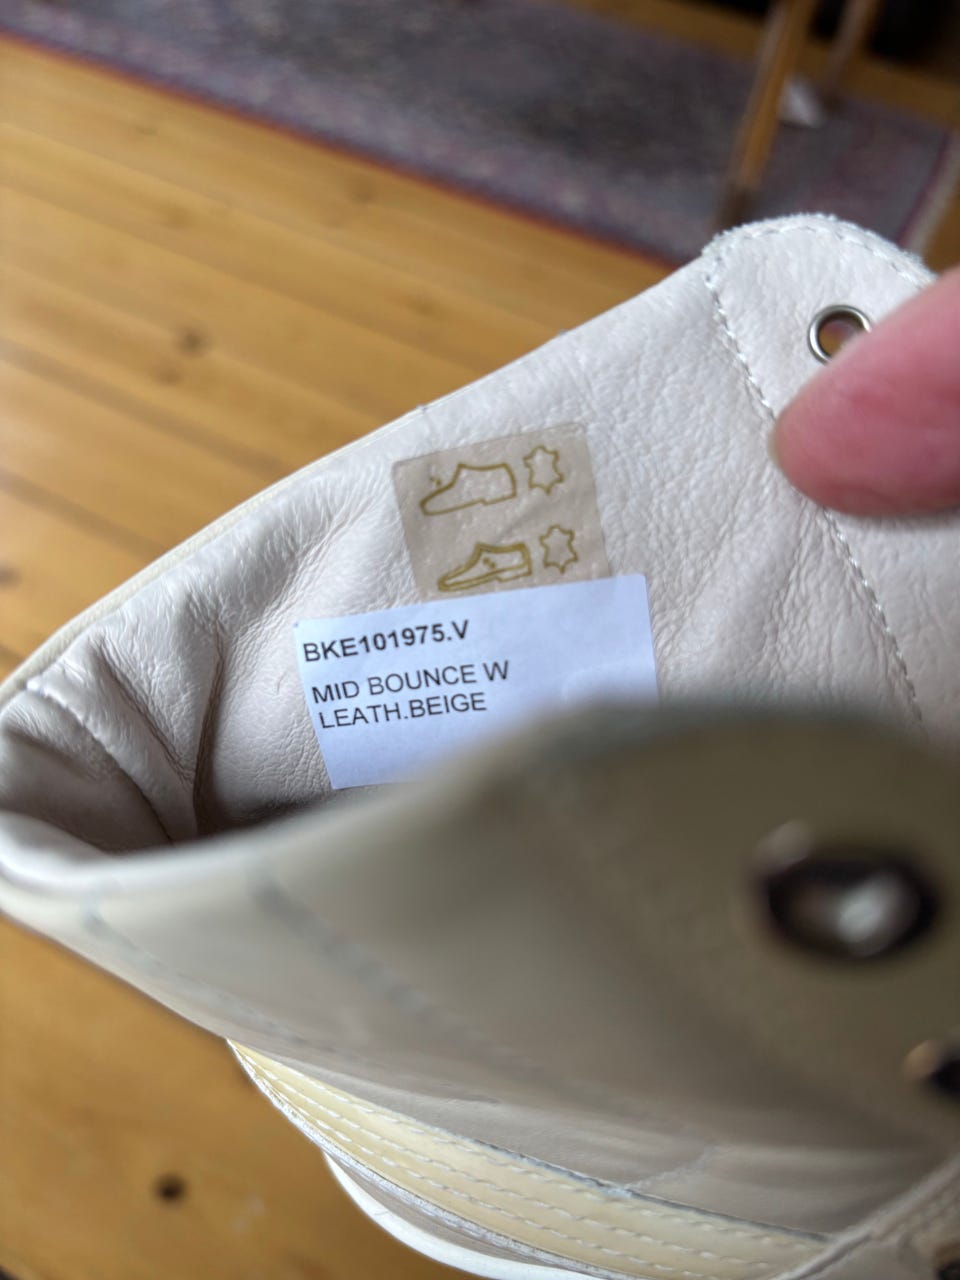 BKE101975.V
MID BOUNCE W
LEATH.BEIGE